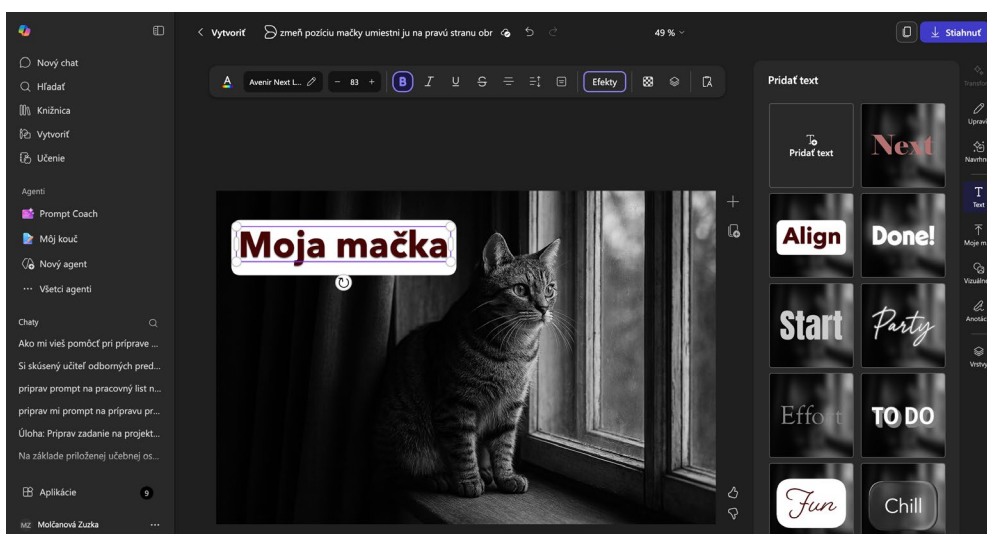 Nový chat
Hľadať
Knižnica
Vytvoriť
Učenie
Agenti
Prompt Coach
Môj kouč
Nový agent
Všetci agenti
Chaty
Ako mi vieš pomôcť pri príprave ...
Si skúsený učiteľ odborných pred...
priprav prompt na pracovný list n...
priprav mi prompt na prípravu pr...
Úloha: Priprav zadanie na projekt...
Na základe priloženej učebnej os...
Aplikácie 9
MZ Molčanová Zuzka ...
< Vytvoriť zmeň pozíciu mačky umiestni ju na pravú stranu obr 49 % Stiahnuť
Avenir Next L... − 83 + B I U S Efekty
Moja mačka
Pridať text
Pridať text Next
Align Done!
Start Party
Effort TO DO
Fun Chill
Transfor
Upravi
Navrhn
Text
Moje m
Vizuáln
Anotác
Vrstvy